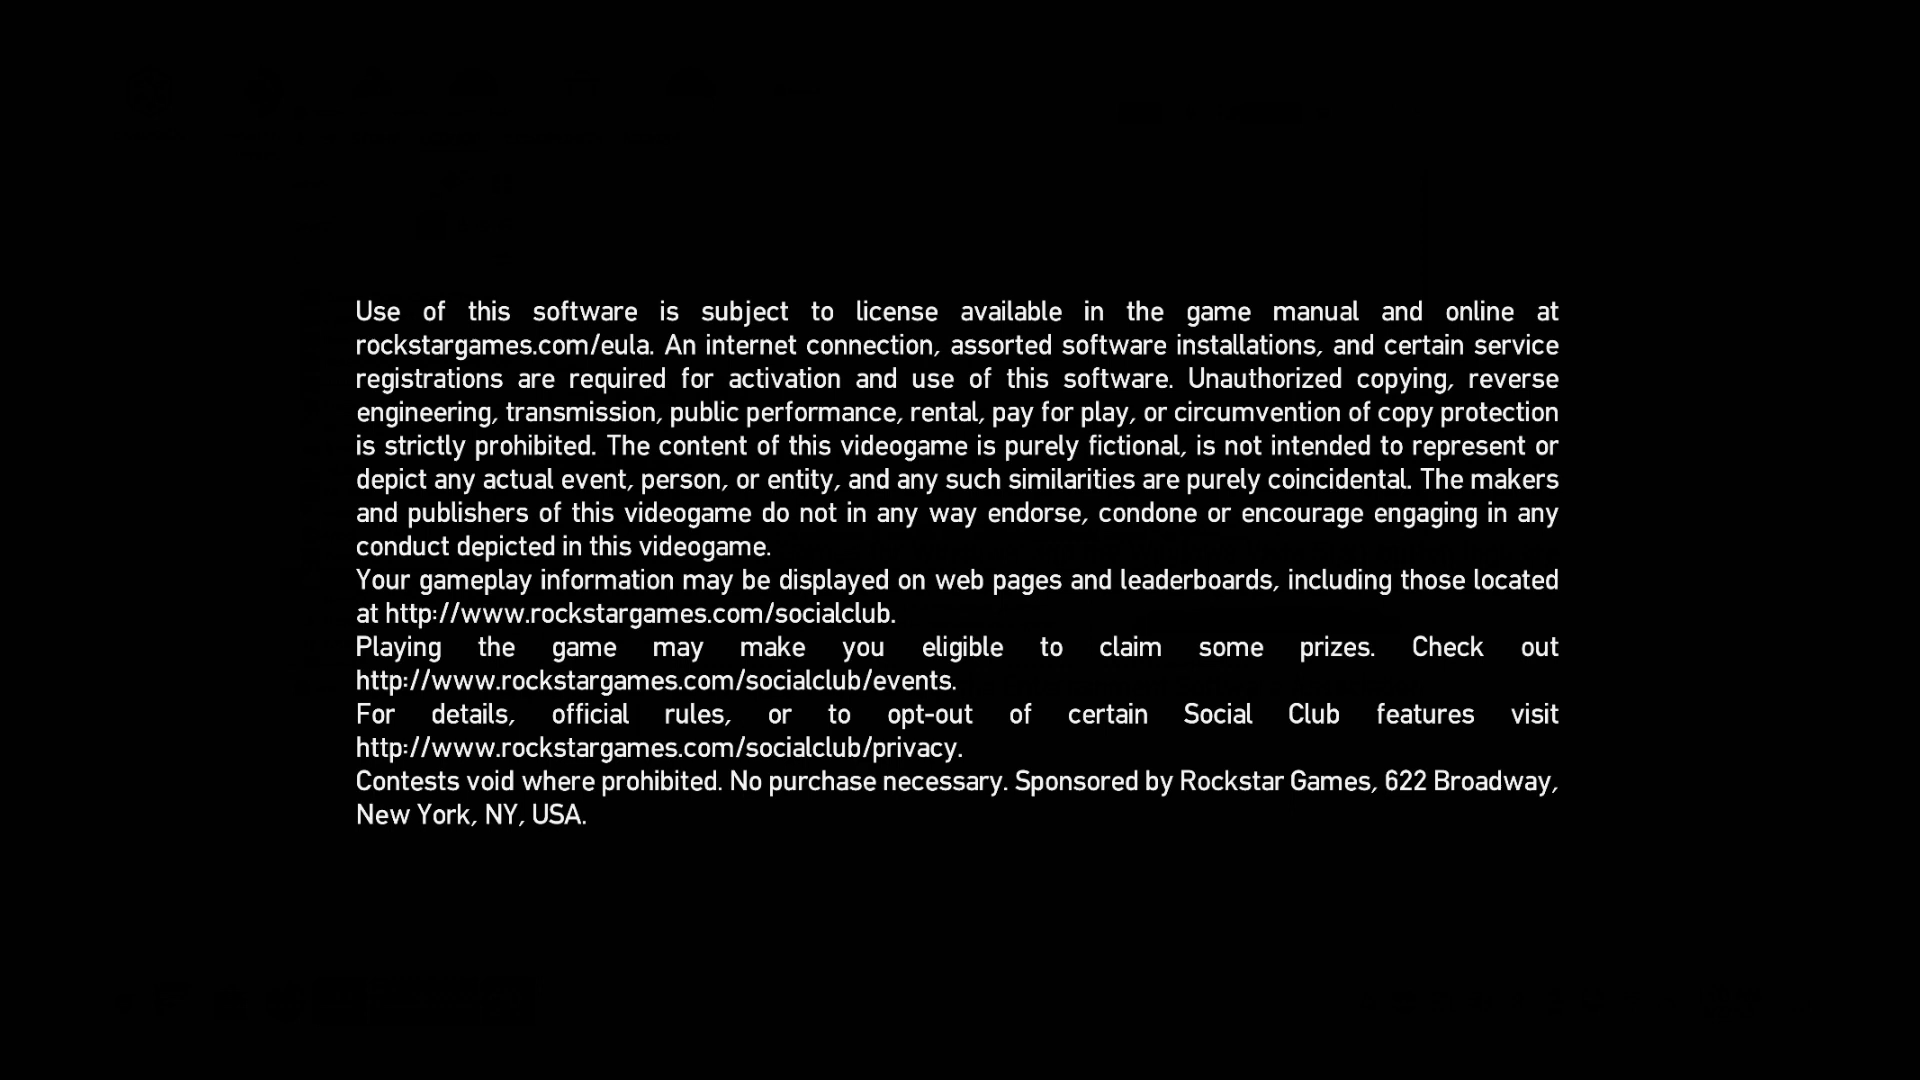 Use of this software is subject to license available in the game manual and online at
rockstargames.com/eula. An internet connection, assorted software installations, and certain service
registrations are required for activation and use of this software. Unauthorized copying, reverse
engineering, transmission, public performance, rental, pay for play, or circumvention of copy protection
is strictly prohibited. The content of this videogame is purely fictional, is not intended to represent or
depict any actual event, person, or entity, and any such similarities are purely coincidental. The makers
and publishers of this videogame do not in any way endorse, condone or encourage engaging in any
conduct depicted in this videogame.
Your gameplay information may be displayed on web pages and leaderboards, including those located
at http://www.rockstargames.com/socialclub.
Playing the game may make you eligible to claim some prizes. Check out
http://www.rockstargames.com/socialclub/events.
For details, official rules, or to opt-out of certain Social Club features visit
http://www.rockstargames.com/socialclub/privacy.
Contests void where prohibited. No purchase necessary. Sponsored by Rockstar Games, 622 Broadway,
New York, NY, USA.